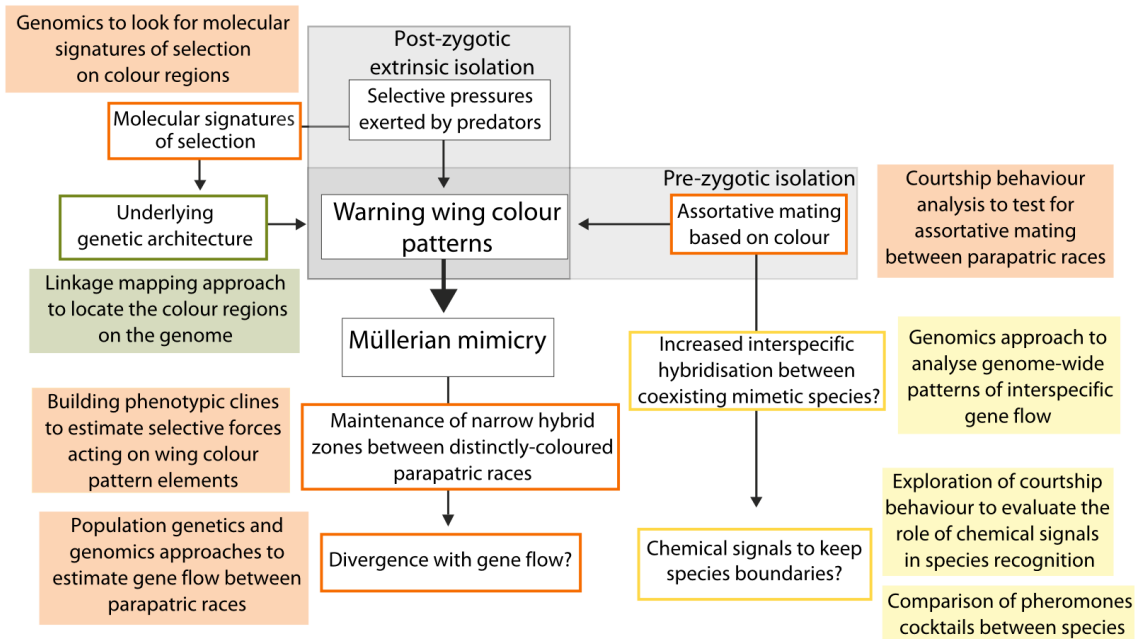 Genomics to look for molecular
signatures of selection
on colour regions
Post-zygotic
extrinsic isolation
Selective pressures
exerted by predators
Molecular signatures
of selection
Pre-zygotic isolation
Underlying
genetic architecture
Warning wing colour
patterns
Assortative mating
based on colour
Courtship behaviour
analysis to test for
assortative mating
between parapatric races
Linkage mapping approach
to locate the colour regions
on the genome
Müllerian mimicry
Increased interspecific
hybridisation between
coexisting mimetic species?
Genomics approach to
analyse genome-wide
patterns of interspecific
gene flow
Building phenotypic clines
to estimate selective forces
acting on wing colour
pattern elements
Maintenance of narrow hybrid
zones between distinctly-coloured
parapatric races
Exploration of courtship
behaviour to evaluate the
role of chemical signals
in species recognition
Population genetics and
genomics approaches to
estimate gene flow between
parapatric races
Divergence with gene flow?
Chemical signals to keep
species boundaries?
Comparison of pheromones
cocktails between species